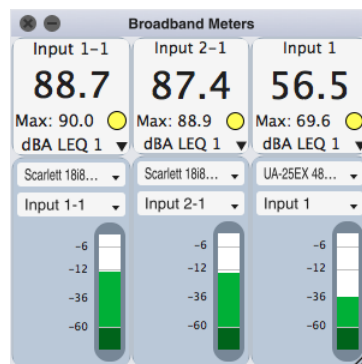 Broadband Meters
Input 1-1
88.7
Max: 90.0
dBA LEQ 1
Scarlett 18i8...
Input 1-1
-6
-12
-36
-60
Input 2-1
87.4
Max: 88.9
dBA LEQ 1
Scarlett 18i8...
Input 2-1
-6
-12
-36
-60
Input 1
56.5
Max: 69.6
dBA LEQ 1
UA-25EX 48...
Input 1
-6
-12
-36
-60